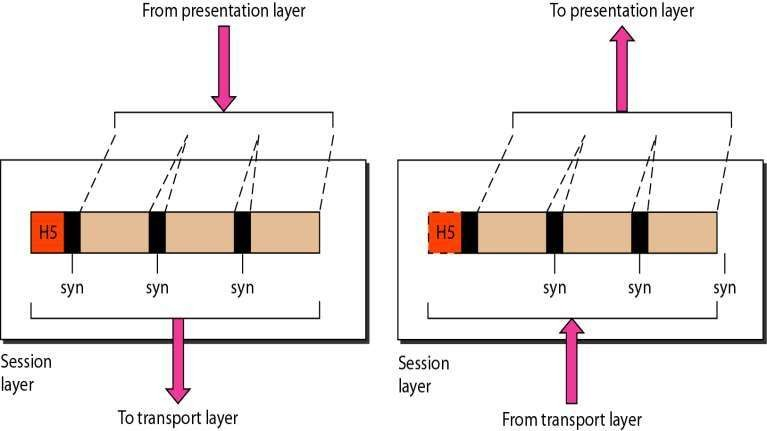 From presentation layer
To presentation layer
H5
H5
syn
syn
syn
syn
syn
syn
Session
layer
Session
layer
To transport layer
From transport layer